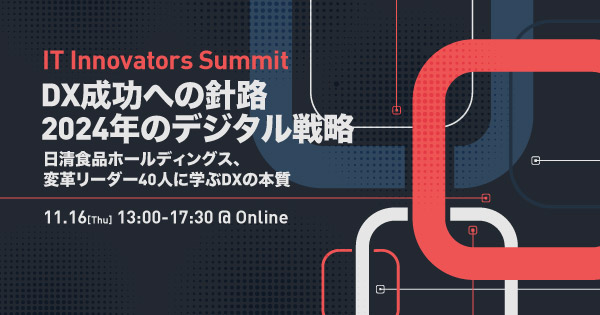 IT Innovators Summit
DX成功への針路
2024年のデジタル戦略
日清食品ホールディングス、
変革リーダー40人に学ぶDXの本質
11.16[Thu] 13:00-17:30 @ Online